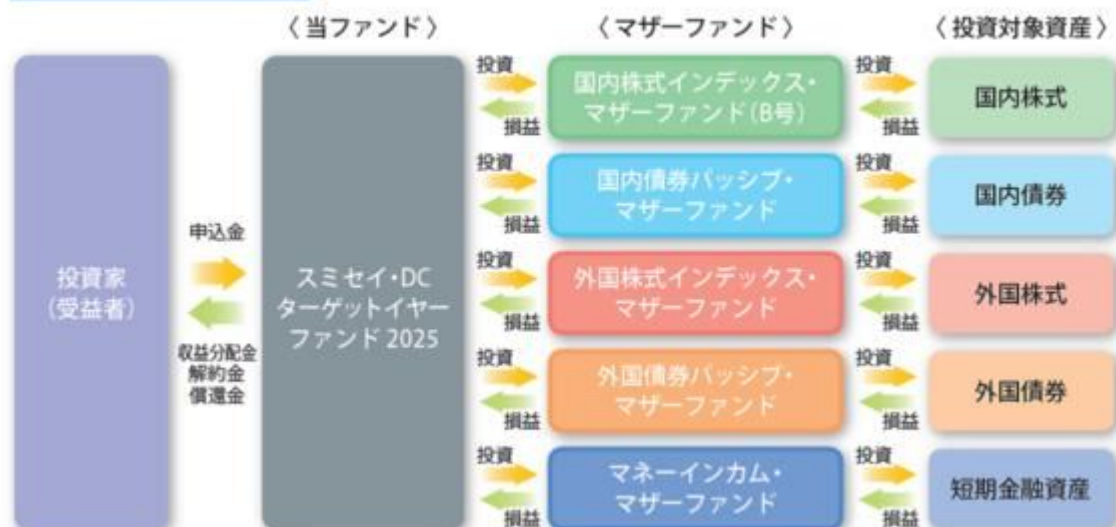 〈 当ファンド 〉
〈 マザーファンド 〉
〈 投資対象資産 〉
投資家
(受益者)
申込金
収益分配金
解約金
償還金
スミセイ・DC
ターゲットイヤー
ファンド 2025
投資
損益
国内株式インデックス・
マザーファンド(B号)
投資
損益
国内株式
投資
損益
国内債券パッシブ・
マザーファンド
投資
損益
国内債券
投資
損益
外国株式インデックス・
マザーファンド
投資
損益
外国株式
投資
損益
外国債券パッシブ・
マザーファンド
投資
損益
外国債券
投資
損益
マネーインカム・
マザーファンド
投資
損益
短期金融資産